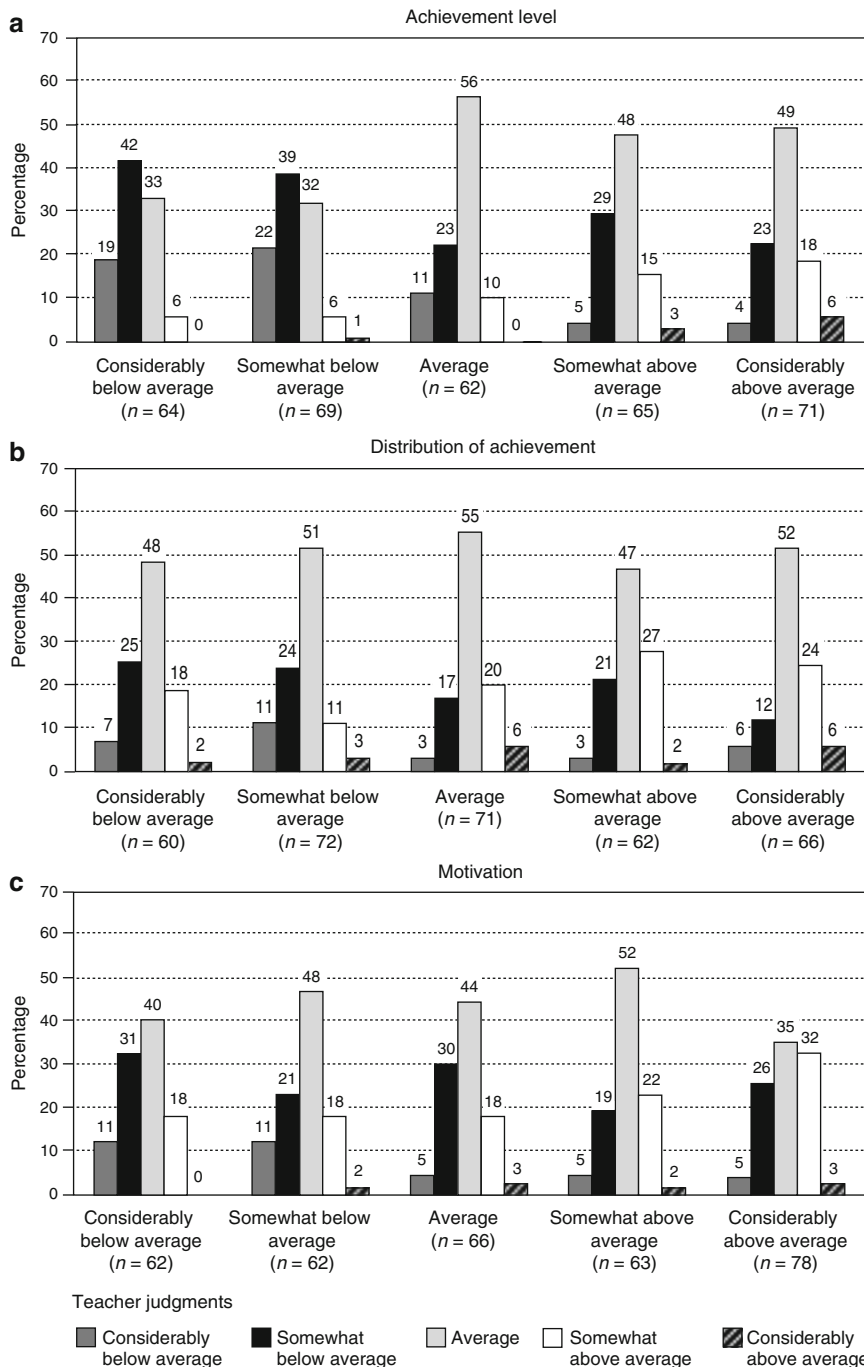 a
Achievement level
Percentage
70
60
50
40
30
20
10
0
19 42 33 6 0
22 39 32 6 1
11 23 56 10 0
5 29 48 15 3
4 23 49 18 6
Considerably below average (n = 64)
Somewhat below average (n = 69)
Average (n = 62)
Somewhat above average (n = 65)
Considerably above average (n = 71)
b
Distribution of achievement
Percentage
70
60
50
40
30
20
10
0
7 25 48 18 2
11 24 51 11 3
3 17 55 20 6
3 21 47 27 2
6 12 52 24 6
Considerably below average (n = 60)
Somewhat below average (n = 72)
Average (n = 71)
Somewhat above average (n = 62)
Considerably above average (n = 66)
c
Motivation
Percentage
70
60
50
40
30
20
10
0
11 31 40 18 0
11 21 48 18 2
5 30 44 18 3
5 19 52 22 2
5 26 35 32 3
Considerably below average (n = 62)
Somewhat below average (n = 62)
Average (n = 66)
Somewhat above average (n = 63)
Considerably above average (n = 78)
Teacher judgments
Considerably below average
Somewhat below average
Average
Somewhat above average
Considerably above average